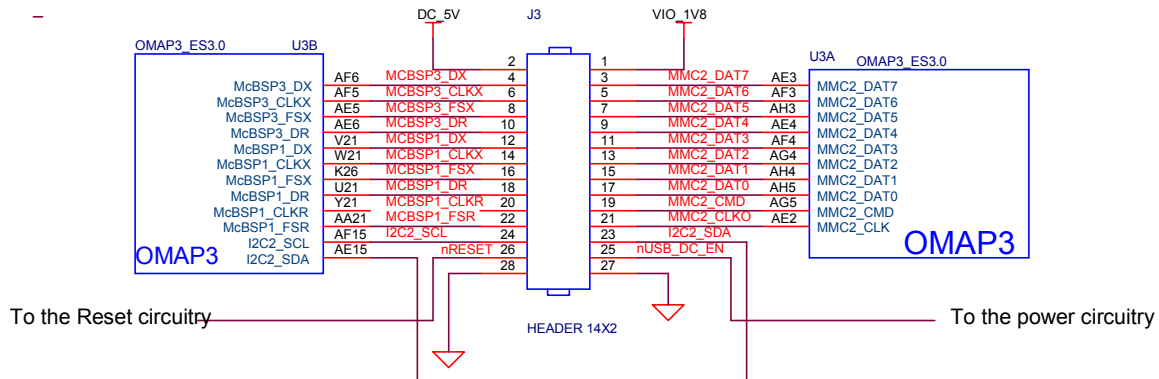 DC_5V J3 VIO_1V8
OMAP3_ES3.0 U3B
U3A OMAP3_ES3.0
2 1
McBSP3_DX AF6 MCBSP3_DX 4 3 MMC2_DAT7 AE3 MMC2_DAT7
McBSP3_CLKX AF5 MCBSP3_CLKX 6 5 MMC2_DAT6 AF3 MMC2_DAT6
McBSP3_FSX AE5 MCBSP3_FSX 8 7 MMC2_DAT5 AH3 MMC2_DAT5
McBSP3_DR AE6 MCBSP3_DR 10 9 MMC2_DAT4 AE4 MMC2_DAT4
McBSP1_DX V21 MCBSP1_DX 12 11 MMC2_DAT3 AF4 MMC2_DAT3
McBSP1_CLKX W21 MCBSP1_CLKX 14 13 MMC2_DAT2 AG4 MMC2_DAT2
McBSP1_FSX K26 MCBSP1_FSX 16 15 MMC2_DAT1 AH4 MMC2_DAT1
McBSP1_DR U21 MCBSP1_DR 18 17 MMC2_DAT0 AH5 MMC2_DAT0
McBSP1_CLKR Y21 MCBSP1_CLKR 20 19 MMC2_CMD AG5 MMC2_CMD
McBSP1_FSR AA21 MCBSP1_FSR 22 21 MMC2_CLKO AE2 MMC2_CLK
I2C2_SCL AF15 I2C2_SCL 24 23 I2C2_SDA
I2C2_SDA AE15 nRESET 26 25 nUSB_DC_EN
28 27
OMAP3 OMAP3
To the Reset circuitry To the power circuitry
HEADER 14X2